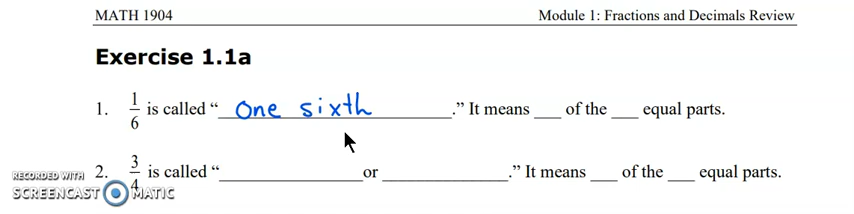 MATH 1904 Module 1: Fractions and Decimals Review
Exercise 1.1a
1. 1/6 is called “one sixth.” It means ___ of the ___ equal parts.
2. 3/4 is called “___ or ___.” It means ___ of the ___ equal parts.
RECORDED WITH
SCREENCAST MATIC